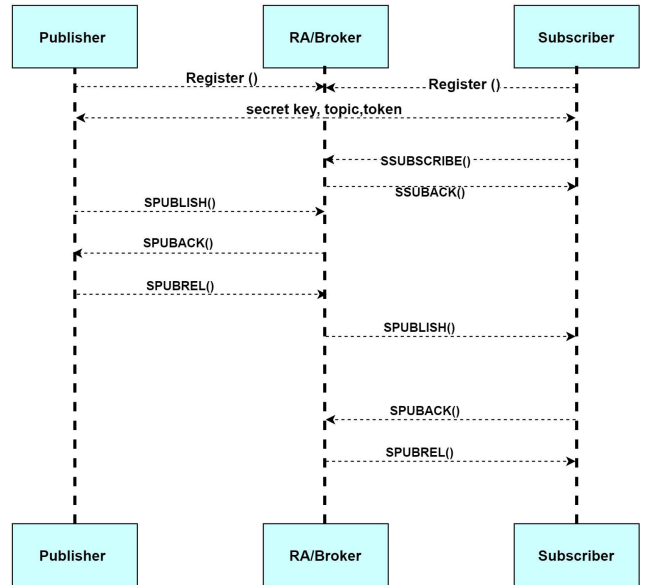 Publisher
RA/Broker
Subscriber
Register ()
Register ()
secret key, topic,token
SSUBSCRIBE()
SSUBACK()
SPUBLISH()
SPUBACK()
SPUBREL()
SPUBLISH()
SPUBACK()
SPUBREL()
Publisher
RA/Broker
Subscriber